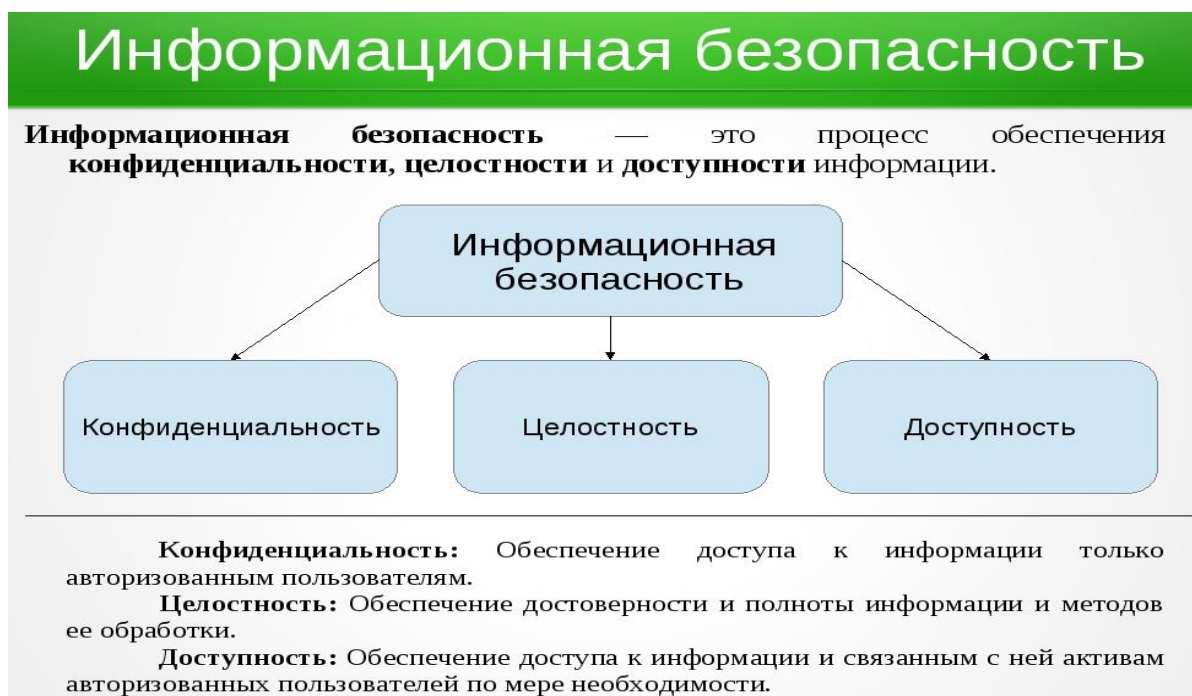 Информационная безопасность
Информационная безопасность — это процесс обеспечения
конфиденциальности, целостности и доступности информации.
Информационная
безопасность
Конфиденциальность
Целостность
Доступность
Конфиденциальность: Обеспечение доступа к информации только
авторизованным пользователям.
Целостность: Обеспечение достоверности и полноты информации и методов
ее обработки.
Доступность: Обеспечение доступа к информации и связанным с ней активам
авторизованных пользователей по мере необходимости.